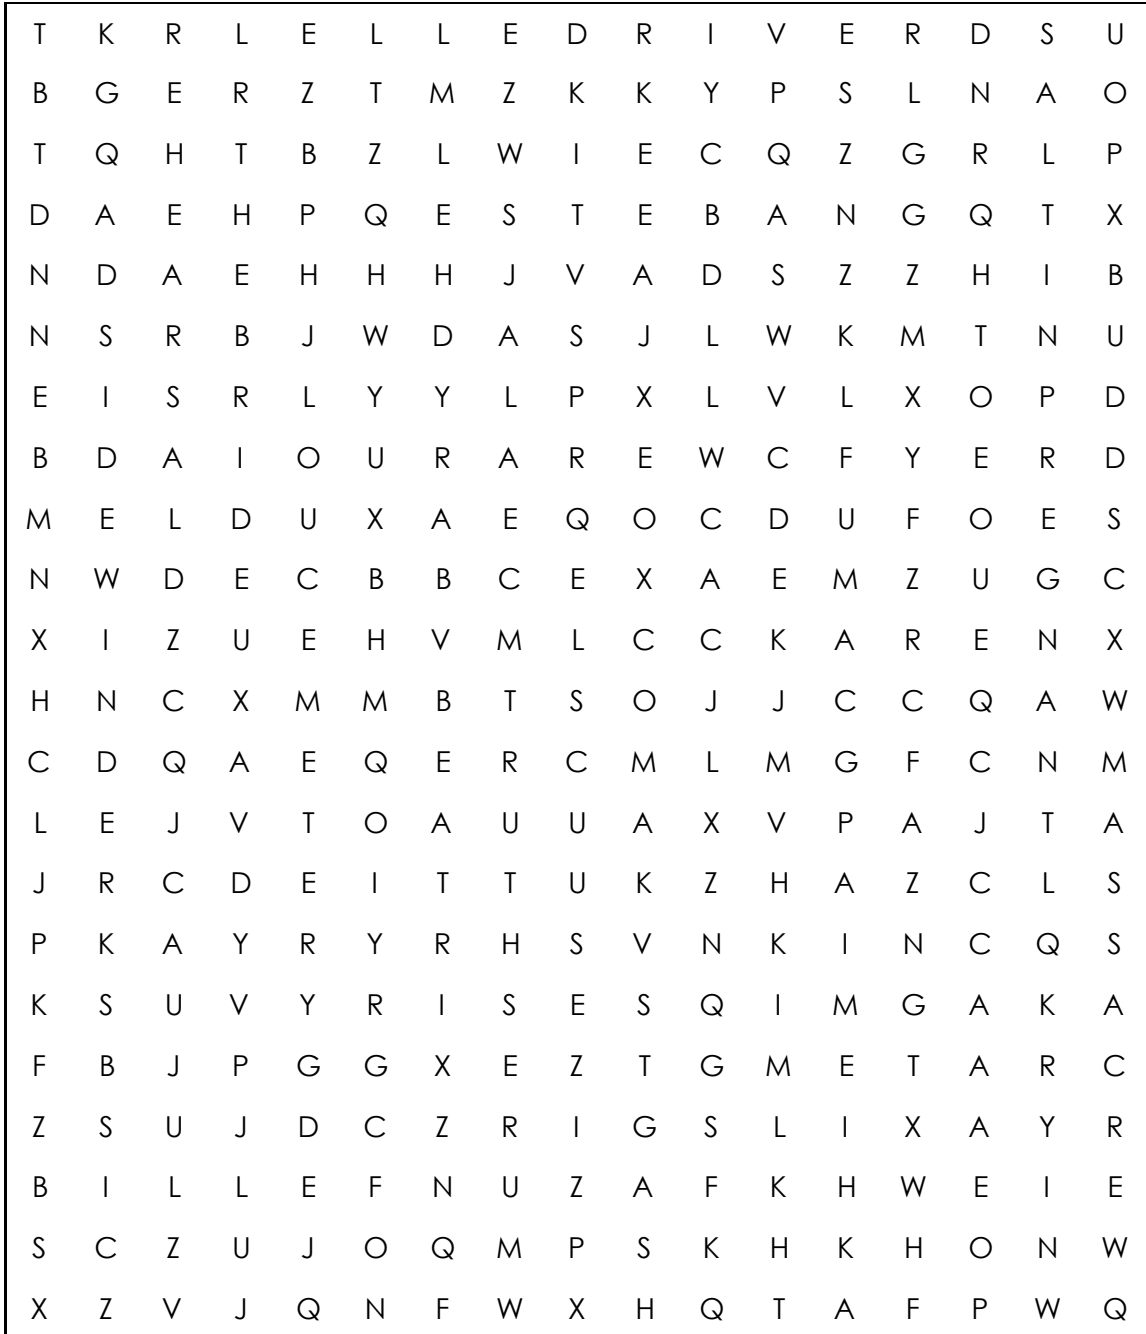 T K R L E L L E D R I V E R D S U
B G E R Z T M Z K K Y P S L N A O
T Q H T B Z L W I E C Q Z G R L P
D A E H P Q E S T E B A N G Q T X
N D A E H H H J V A D S Z Z H I B
N S R B J W D A S J L W K M T N U
E I S R L Y Y L P X L V L X O P D
B D A I O U R A R E W C F Y E R D
M E L D U X A E Q O C D U F O E S
N W D E C B B C E X A E M Z U G C
X I Z U E H V M L C C K A R E N X
H N C X M M B T S O J J C C Q A W
C D Q A E Q E R C M L M G F C N M
L E J V T O A U U A X V P A J T A
J R C D E I T T U K Z H A Z C L S
P K A Y R Y R H S V N K I N C Q S
K S U V Y R I S E S Q I M G A K A
F B J P G G X E Z T G M E T A R C
Z S U J D C Z R I G S L I X A Y R
B I L L E F N U Z A F K H W E I E
S C Z U J O Q M P S K H K H O N W
X Z V J Q N F W X H Q T A F P W Q